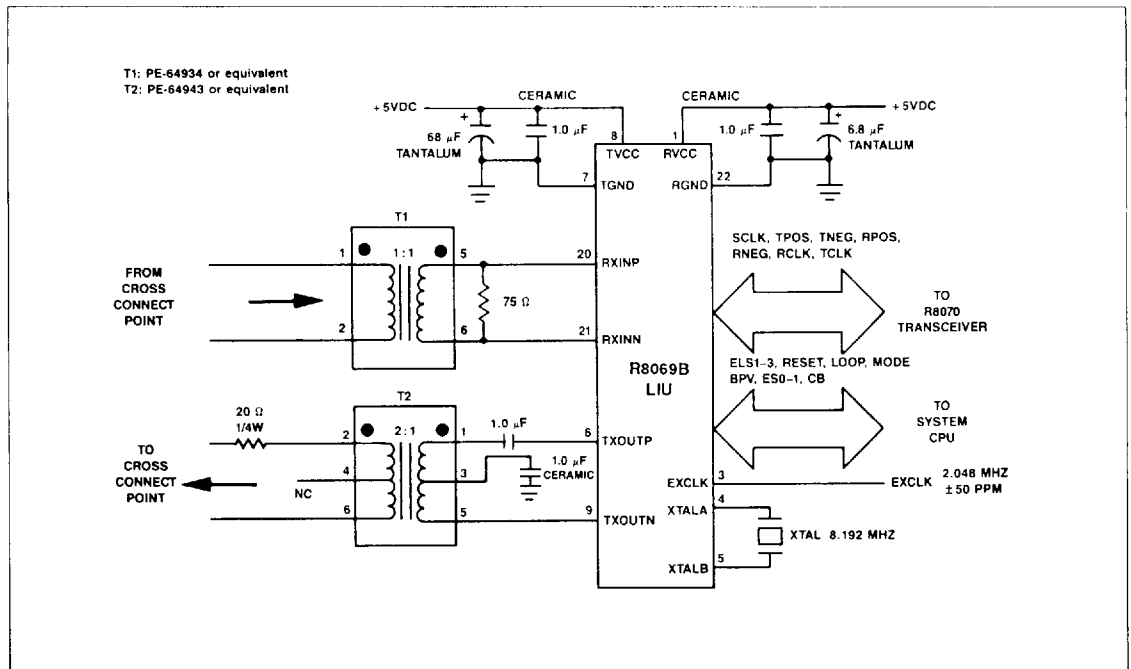 T1: PE-64934 or equivalent
T2: PE-64943 or equivalent
CERAMIC
CERAMIC
+5VDC
+5VDC
+
68 μF
TANTALUM
1.0 μF
8
TVCC
1
RVCC
1.0 μF
+
6.8 μF
TANTALUM
7
TGND
RGND
22
T1
1
1:1
5
20
RXINP
FROM
CROSS
CONNECT
POINT
75 Ω
2
6
21
RXINN
SCLK, TPOS, TNEG, RPOS,
RNEG, RCLK, TCLK
TO
R8070
TRANSCEIVER
R8069B
LIU
ELS1-3, RESET, LOOP, MODE
BPV, ES0-1, CB
TO
SYSTEM
CPU
T2
20 Ω
1/4W
2
2:1
1
1.0 μF
6
TXOUTP
TO
CROSS
CONNECT
POINT
4
NC
3
1.0 μF
CERAMIC
6
5
9
TXOUTN
EXCLK
3
EXCLK
2.048 MHZ
±50 PPM
XTALA
4
XTAL 8.192 MHZ
XTALB
5